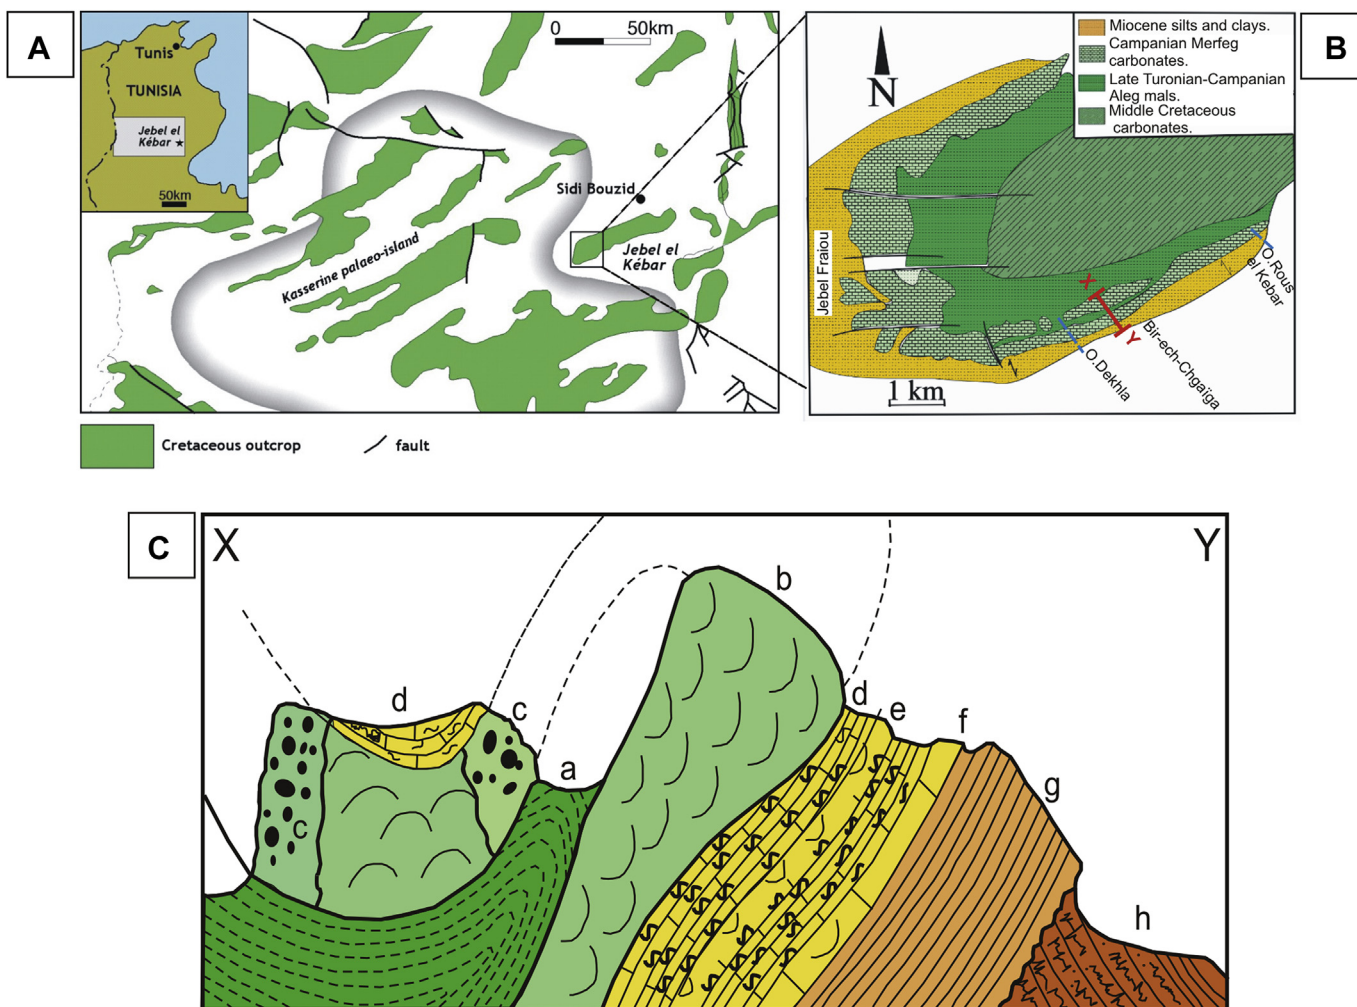 A
Tunis
TUNISIA
Jebel el
Kébar
50km
0 50km
Sidi Bouzid
Jebel el
Kébar
Kasserine palaeo-island
Cretaceous outcrop
fault
B
N
Miocene silts and clays.
Campanian Merfeg
carbonates.
Late Turonian-Campanian
Aleg mals.
Middle Cretaceous
carbonates.
Jebel Fraiou
X
Y
O.Rous
el Kebar
Bir-ech-Chgaïga
O.Dekhla
1 km
C
X
Y
b
d
c
d
e
f
a
g
c
h